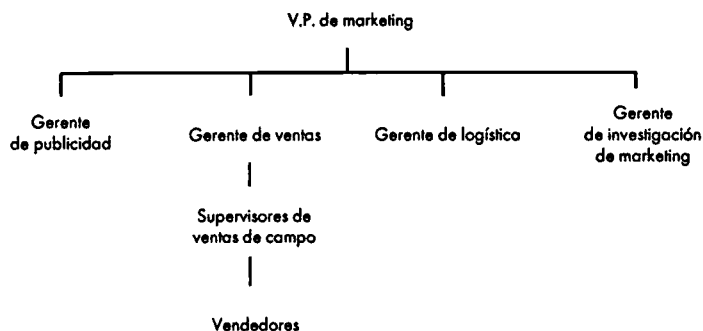 V.P. de marketing
Gerente
de publicidad
Gerente de ventas
Gerente de logística
Gerente
de investigación
de marketing
Supervisores de
ventas de campo
Vendedores